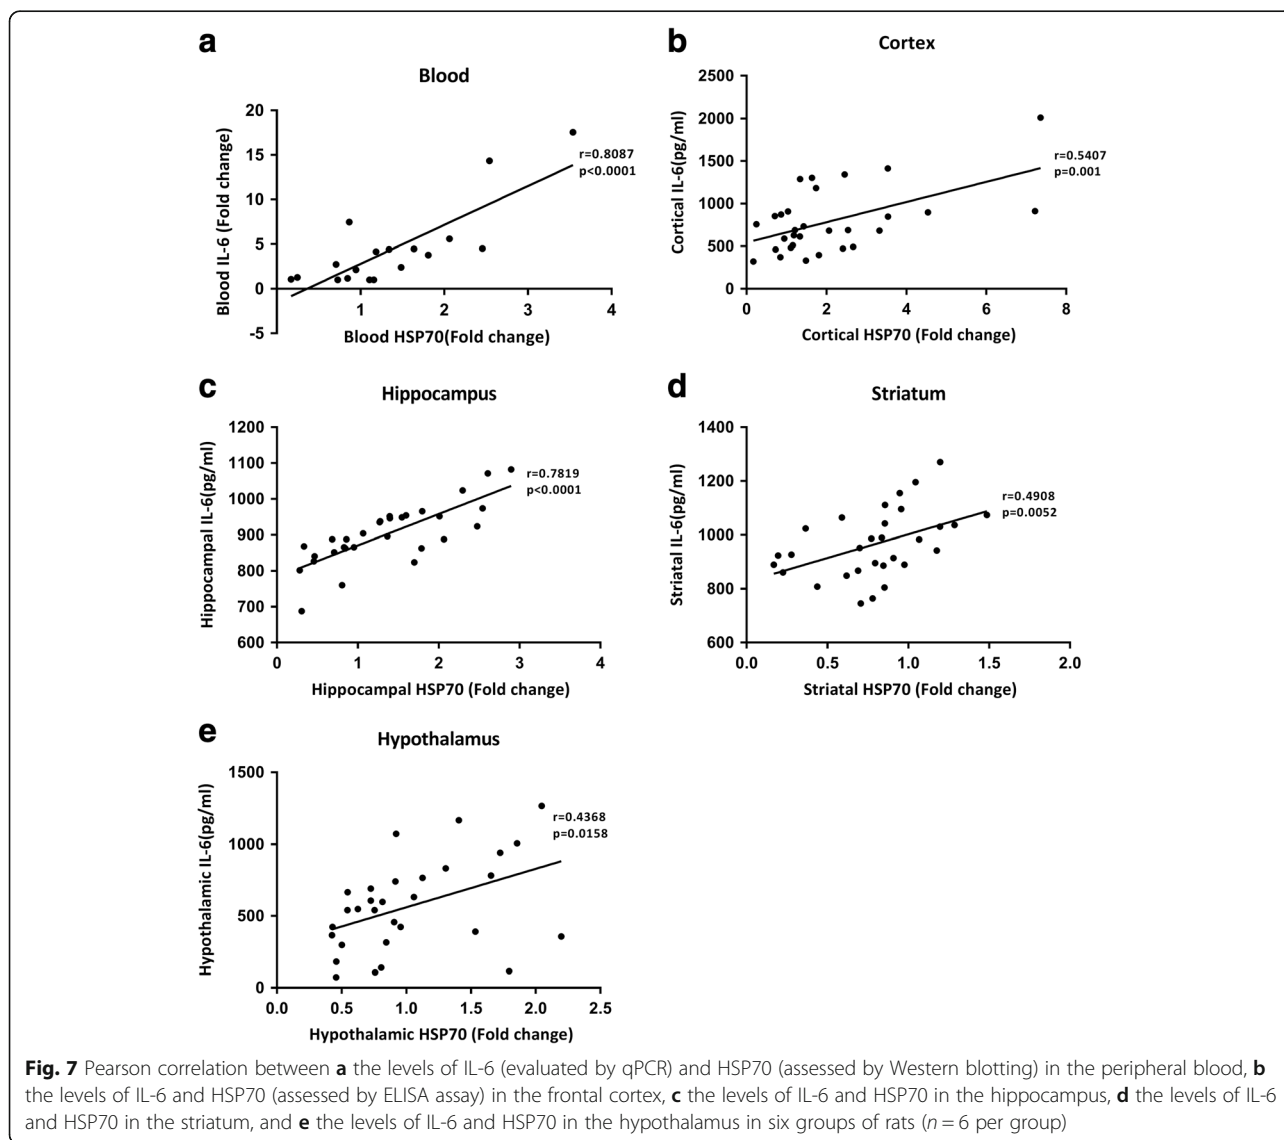 a
Blood
Blood IL-6 (Fold change)
20
15
10
5
0
-5
1 2 3 4
r=0.8087
p<0.0001
Blood HSP70(Fold change)
b
Cortex
Cortical IL-6(pg/ml)
2500
2000
1500
1000
500
0
0 2 4 6 8
r=0.5407
p=0.001
Cortical HSP70 (Fold change)
c
Hippocampus
Hippocampal IL-6(pg/ml)
1200
1100
1000
900
800
700
600
0 1 2 3 4
r=0.7819
p<0.0001
Hippocampal HSP70 (Fold change)
d
Striatum
Striatal IL-6(pg/ml)
1400
1200
1000
800
600
0.0 0.5 1.0 1.5 2.0
r=0.4908
p=0.0052
Striatal HSP70 (Fold change)
e
Hypothalamus
Hypothalamic IL-6(pg/ml)
1500
1000
500
0
0.0 0.5 1.0 1.5 2.0 2.5
r=0.4368
p=0.0158
Hypothalamic HSP70 (Fold change)
Fig. 7 Pearson correlation between a the levels of IL-6 (evaluated by qPCR) and HSP70 (assessed by Western blotting) in the peripheral blood, b
the levels of IL-6 and HSP70 (assessed by ELISA assay) in the frontal cortex, c the levels of IL-6 and HSP70 in the hippocampus, d the levels of IL-6
and HSP70 in the striatum, and e the levels of IL-6 and HSP70 in the hypothalamus in six groups of rats (n = 6 per group)